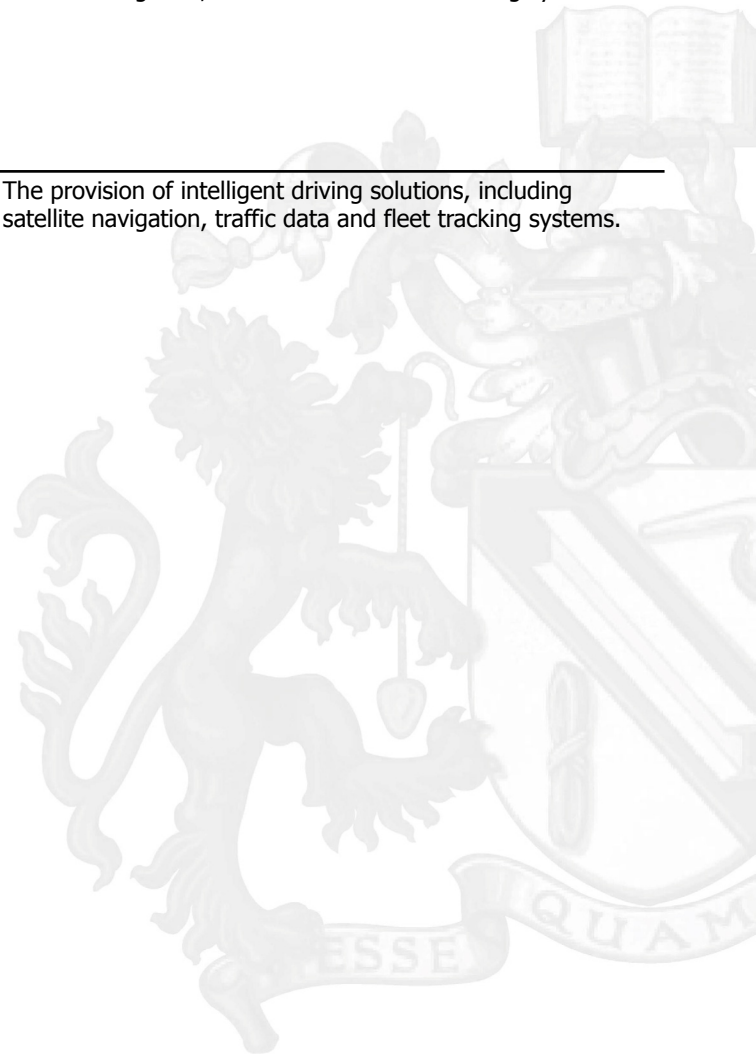 The provision of intelligent driving solutions, including
satellite navigation, traffic data and fleet tracking systems.
ESSE
QUAM